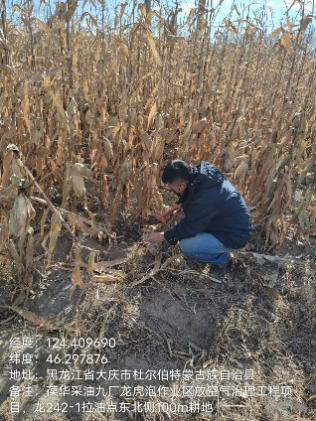 经度：124.409690
纬度：46.297876
地址：黑龙江省大庆市杜尔伯特蒙古族自治县
备注：葆华采油九厂龙虎泡作业区放空气治理工程项
目，龙242-1拉油点东北侧100m耕地